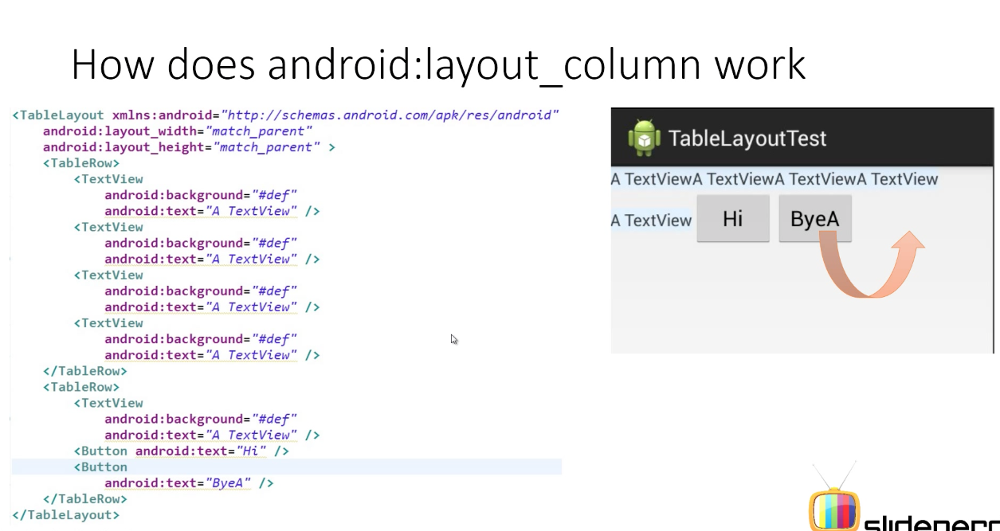 How does android:layout_column work
<TableLayout xmlns:android="http://schemas.android.com/apk/res/android"
android:layout_width="match_parent"
android:layout_height="match_parent" >
<TableRow>
<TextView
android:background="#def"
android:text="A TextView" />
<TextView
android:background="#def"
android:text="A TextView" />
<TextView
android:background="#def"
android:text="A TextView" />
<TextView
android:background="#def"
android:text="A TextView" />
</TableRow>
<TableRow>
<TextView
android:background="#def"
android:text="A TextView" />
<Button android:text="Hi" />
<Button
android:text="ByeA" />
</TableRow>
</TableLayout>
TableLayoutTest
A TextViewA TextViewA TextViewA TextView
A TextView Hi ByeA